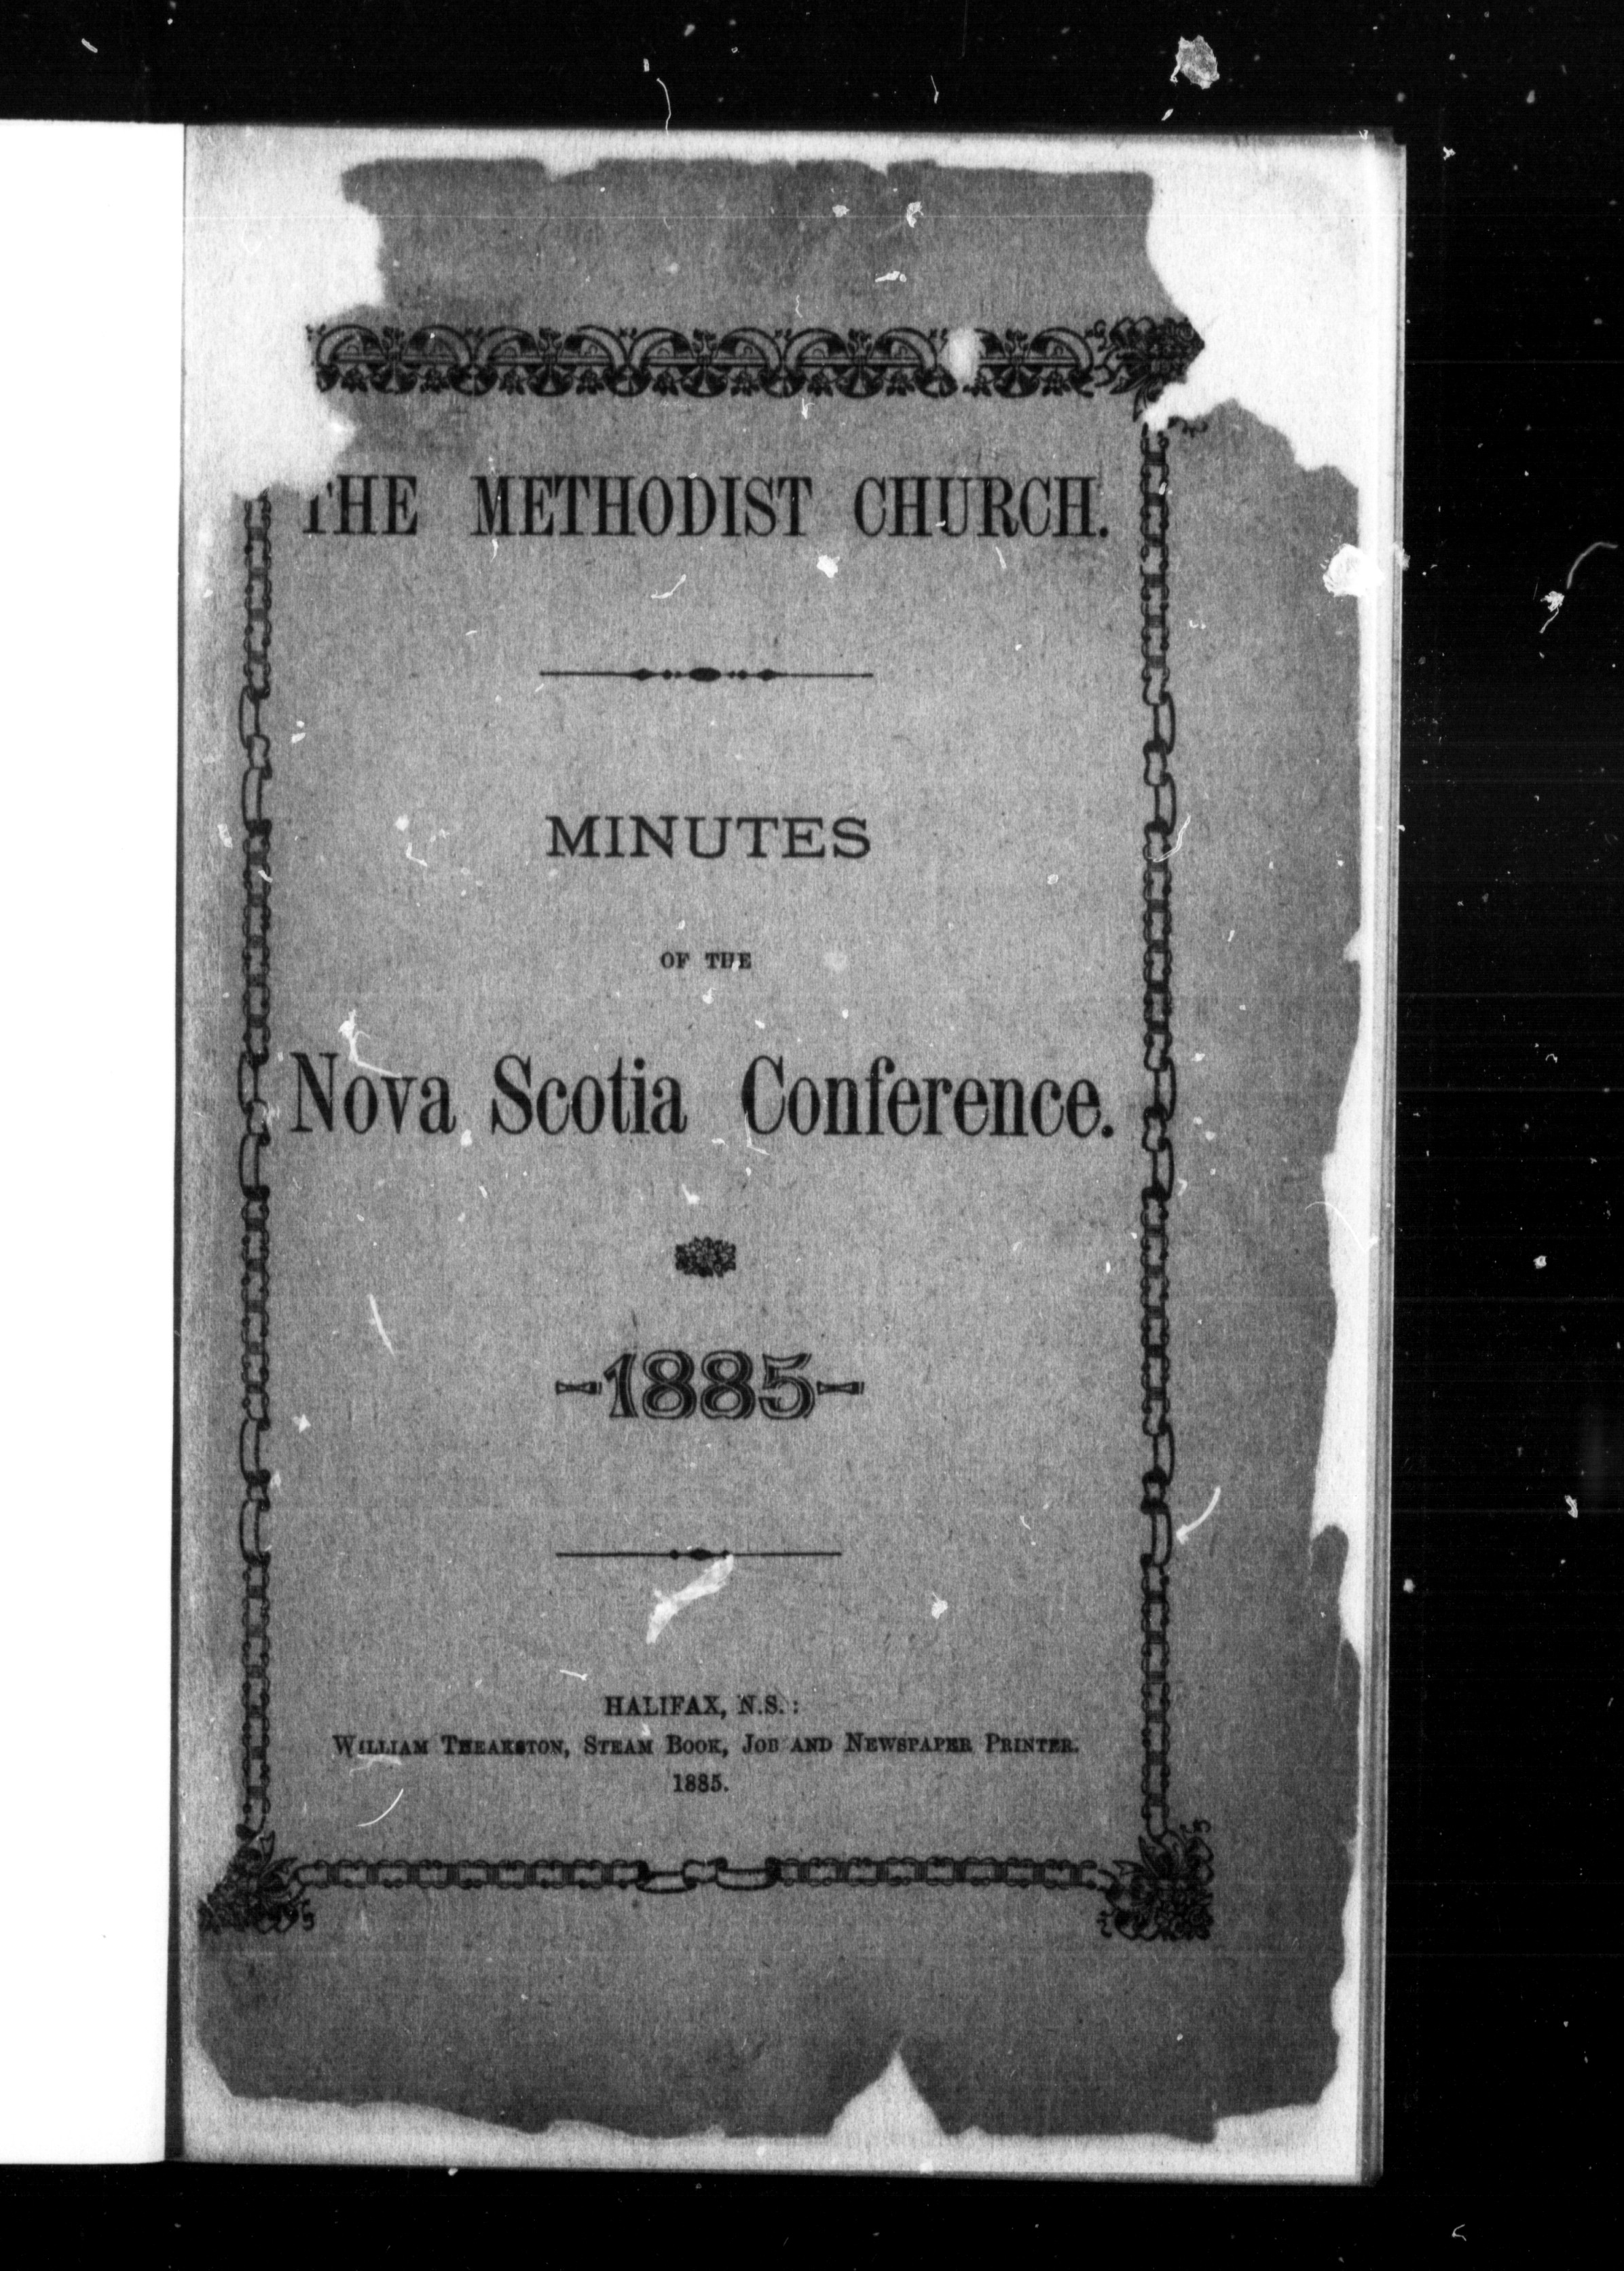 THE METHODIST CHURCH.
MINUTES
OF THE
Nova Scotia Conference.
-1885-
HALIFAX, N.S.:
WILLIAM THEAKSTON, STEAM BOOK, JOB AND NEWSPAPER PRINTER.
1885.